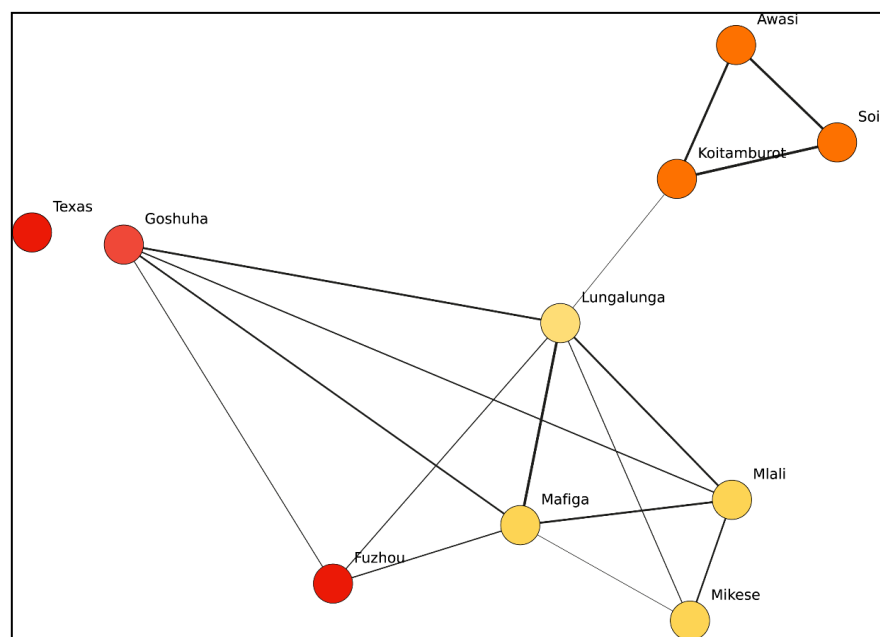 Awasi
Soi
Koitamburot
Texas
Goshuha
Lungalunga
Mlali
Mafiga
Fuzhou
Mikese